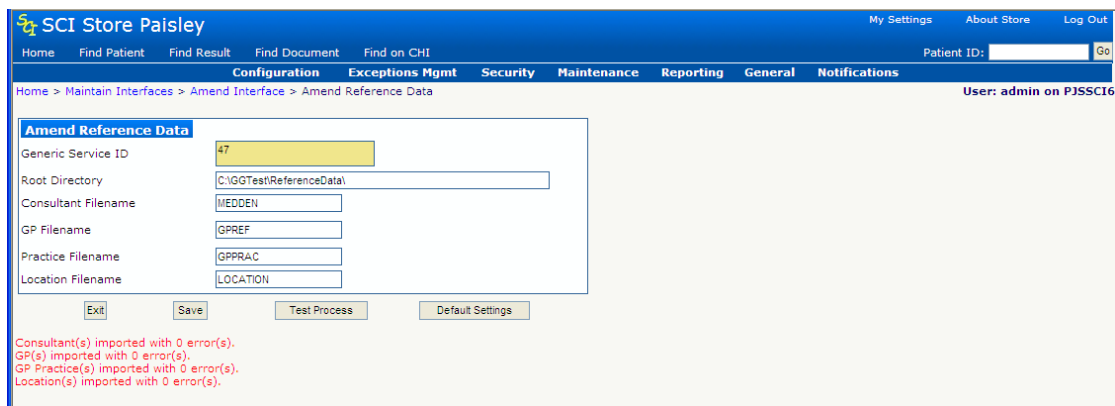 SCI Store Paisley
My Settings About Store Log Out
Home Find Patient Find Result Find Document Find on CHI Patient ID: Go
Configuration Exceptions Mgmt Security Maintenance Reporting General Notifications
Home > Maintain Interfaces > Amend Interface > Amend Reference Data User: admin on PJSSCI6
Amend Reference Data
Generic Service ID 47
Root Directory C:\GGTest\ReferenceData\
Consultant Filename MEDDEN
GP Filename GPREF
Practice Filename GPPRAC
Location Filename LOCATION
Exit Save Test Process Default Settings
Consultant(s) imported with 0 error(s).
GP(s) imported with 0 error(s).
GP Practice(s) imported with 0 error(s).
Location(s) imported with 0 error(s).